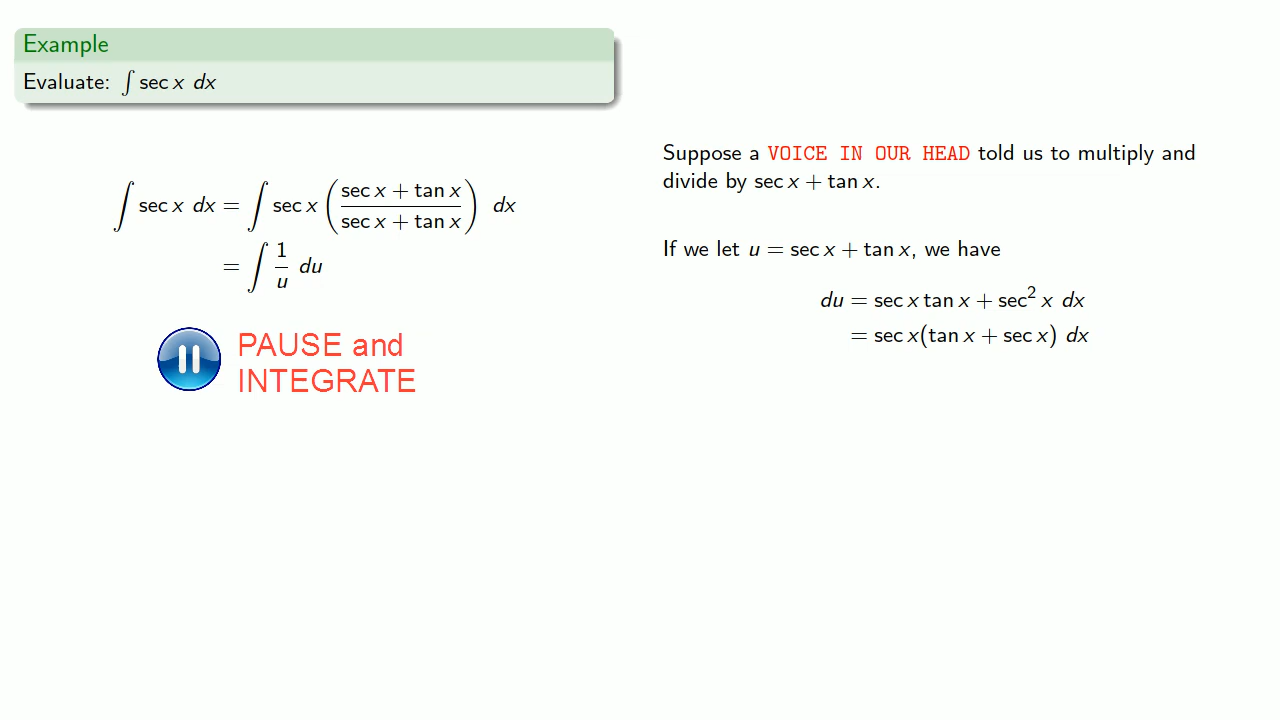 Example
Evaluate: ∫ sec x dx
Suppose a VOICE IN OUR HEAD told us to multiply and
divide by sec x + tan x.
∫ sec x dx = ∫ sec x ( (sec x + tan x) / (sec x + tan x) ) dx
= ∫ 1/u du
If we let u = sec x + tan x, we have
du = sec x tan x + sec² x dx
= sec x(tan x + sec x) dx
PAUSE and
INTEGRATE